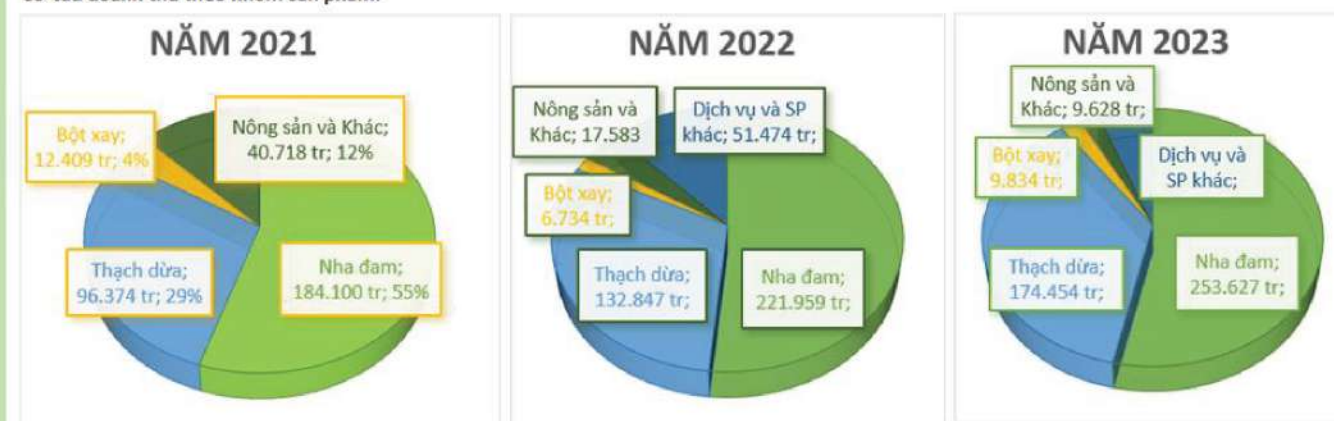 NĂM 2021
Bột xay;
12.409 tr; 4%
Nông sản và Khác;
40.718 tr; 12%
Thạch dừa;
96.374 tr; 29%
Nha đam;
184.100 tr; 55%
NĂM 2022
Nông sản và
Khác; 17.583
Dịch vụ và SP
khác; 51.474 tr;
Bột xay;
6.734 tr;
Thạch dừa;
132.847 tr;
Nha đam;
221.959 tr;
NĂM 2023
Nông sản và
Khác; 9.628 tr;
Bột xay;
9.834 tr;
Dịch vụ và
SP khác;
Thạch dừa;
174.454 tr;
Nha đam;
253.627 tr;